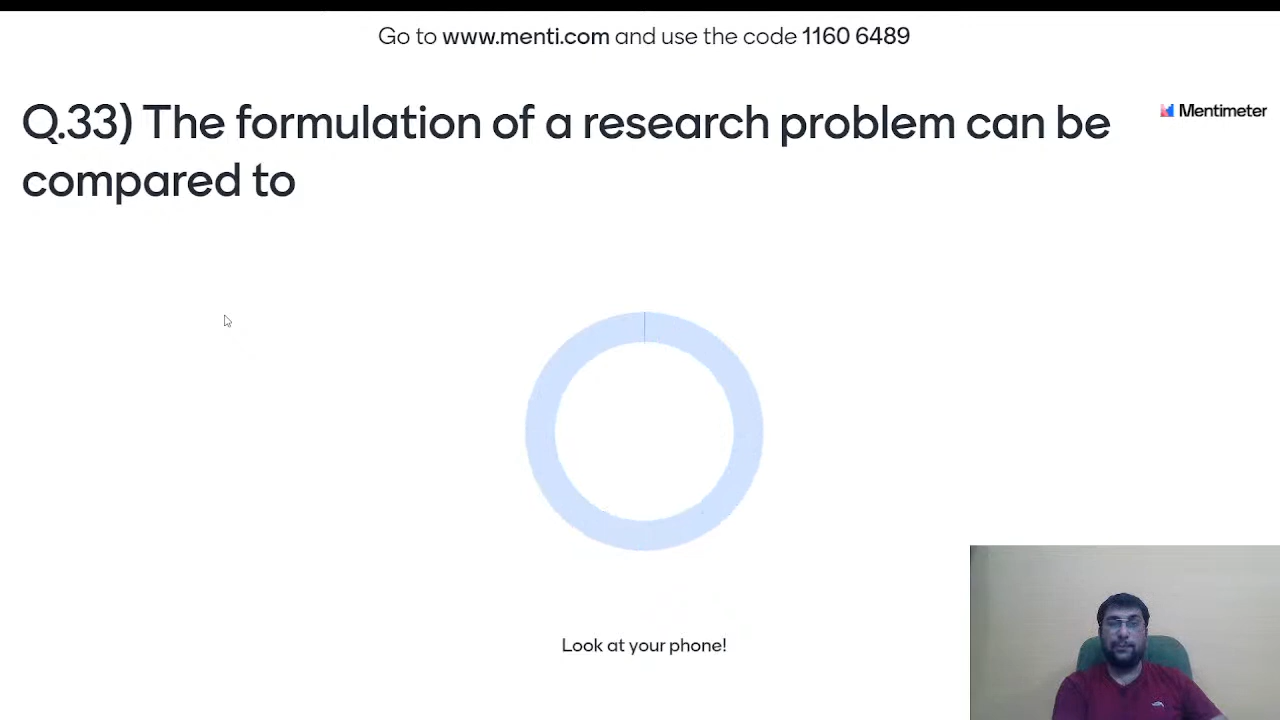 Go to www.menti.com and use the code 1160 6489
Q.33) The formulation of a research problem can be
compared to
Mentimeter
Look at your phone!